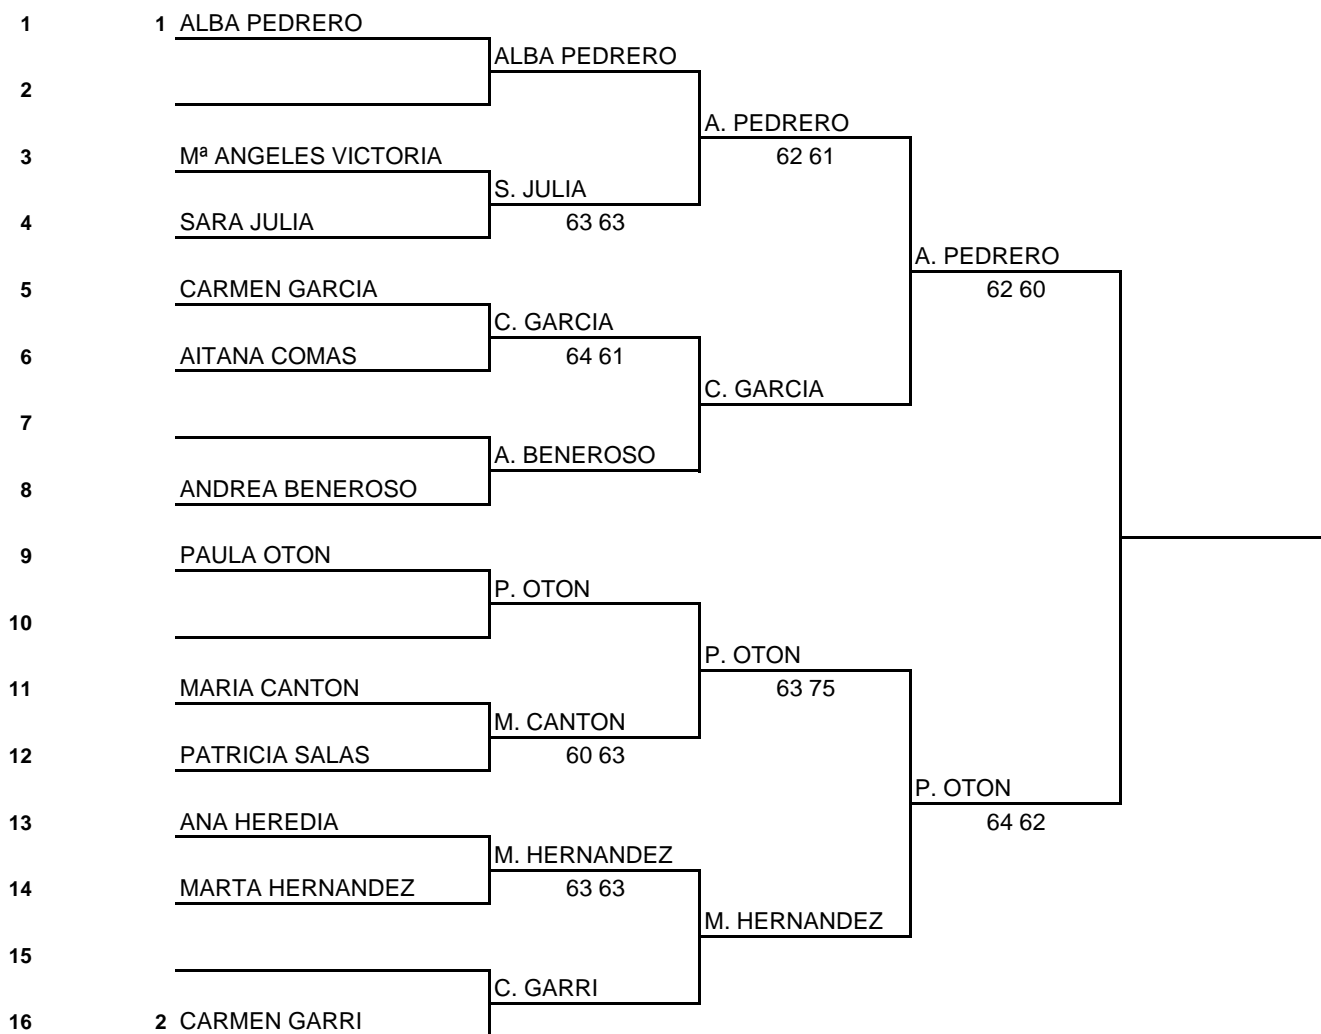 1 1 ALBA PEDRERO
ALBA PEDRERO
2
A. PEDRERO
3 Mª ANGELES VICTORIA 62 61
S. JULIA
4 SARA JULIA 63 63
A. PEDRERO
5 CARMEN GARCIA 62 60
C. GARCIA
6 AITANA COMAS 64 61
C. GARCIA
7
A. BENEROSO
8 ANDREA BENEROSO
9 PAULA OTON
P. OTON
10
P. OTON
11 MARIA CANTON 63 75
M. CANTON
12 PATRICIA SALAS 60 63
P. OTON
13 ANA HEREDIA 64 62
M. HERNANDEZ
14 MARTA HERNANDEZ 63 63
M. HERNANDEZ
15
C. GARRI
16 2 CARMEN GARRI